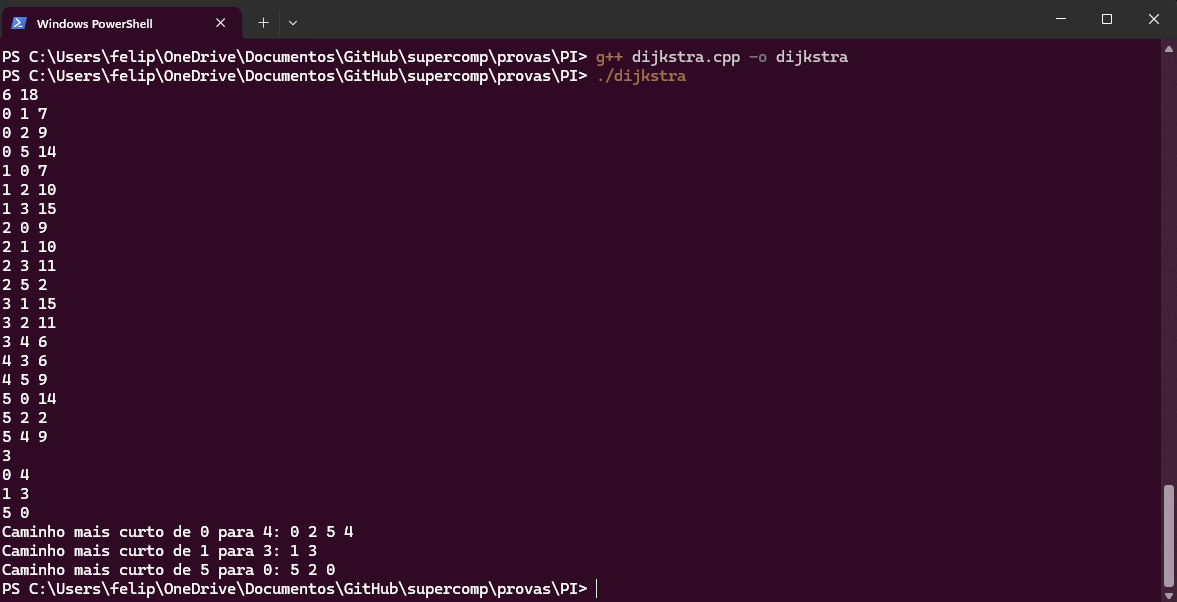 Windows PowerShell
PS C:\Users\felip\OneDrive\Documentos\GitHub\supercomp\provas\PI> g++ dijkstra.cpp -o dijkstra
PS C:\Users\felip\OneDrive\Documentos\GitHub\supercomp\provas\PI> ./dijkstra
6 18
0 1 7
0 2 9
0 5 14
1 0 7
1 2 10
1 3 15
2 0 9
2 1 10
2 3 11
2 5 2
3 1 15
3 2 11
3 4 6
4 3 6
4 5 9
5 0 14
5 2 2
5 4 9
3
0 4
1 3
5 0
Caminho mais curto de 0 para 4: 0 2 5 4
Caminho mais curto de 1 para 3: 1 3
Caminho mais curto de 5 para 0: 5 2 0
PS C:\Users\felip\OneDrive\Documentos\GitHub\supercomp\provas\PI>